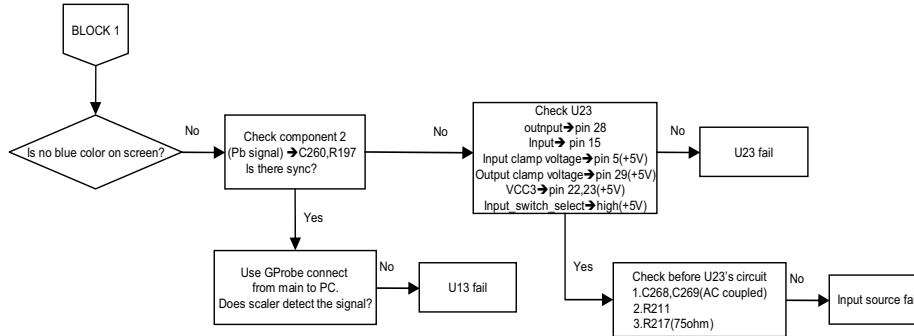 BLOCK 1
Is no blue color on screen?
No
Check component 2
(Pb signal) ➔C260,R197
Is there sync?
No
Check U23
outnput➔pin 28
Input➔ pin 15
Input clamp voltage➔pin 5(+5V)
Output clamp voltage➔pin 29(+5V)
VCC3➔pin 22,23(+5V)
Input_switch_select➔high(+5V)
No
U23 fail
Yes
Use GProbe connect
from main to PC.
Does scaler detect the signal?
No
U13 fail
Yes
Check before U23's circuit
1.C268,C269(AC coupled)
2.R211
3.R217(75ohm)
No
Input source fa